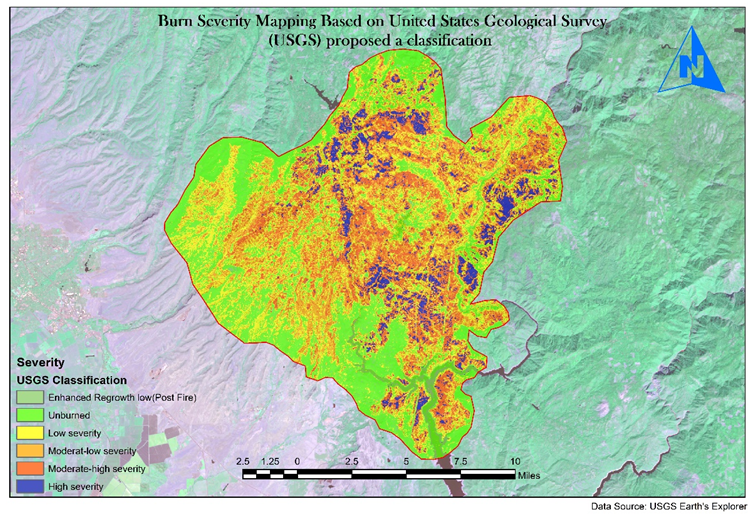 Burn Severity Mapping Based on United States Geological Survey
(USGS) proposed a classification
N
Severity
USGS Classification
Enhanced Regrowth low(Post Fire)
Unburned
Low severity
Moderat-low severity
Moderate-high severity
High severity
2.5 1.25 0 2.5 5 7.5 10
Miles
Data Source: USGS Earth's Explorer